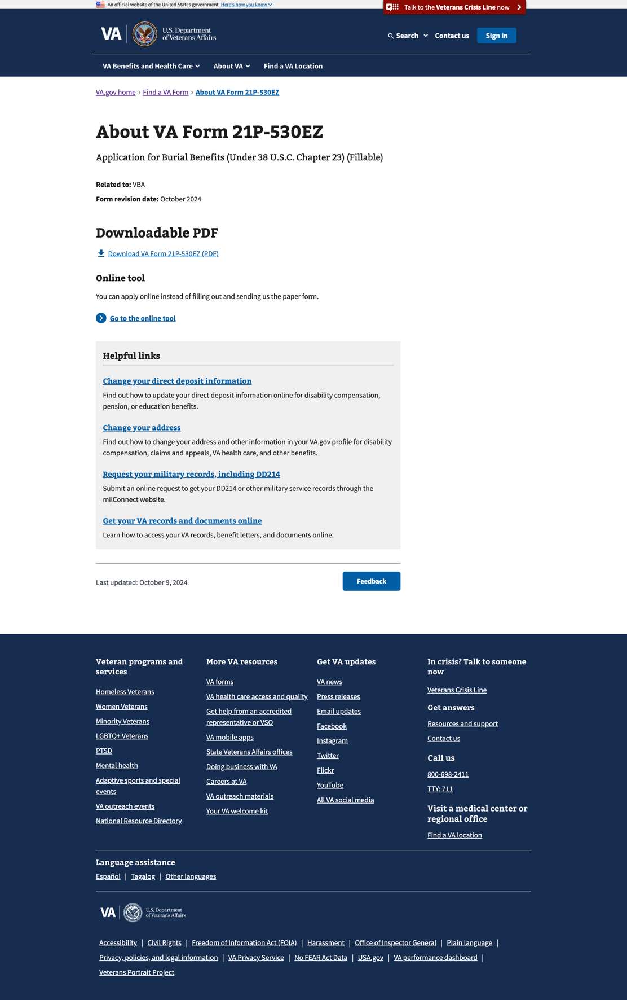 An official website of the United States government Here's how you know
Talk to the Veterans Crisis Line now
VA
U.S. Department
of Veterans Affairs
Search Contact us Sign in
VA Benefits and Health Care About VA Find a VA Location
VA.gov home › Find a VA Form › About VA Form 21P-530EZ
About VA Form 21P-530EZ
Application for Burial Benefits (Under 38 U.S.C. Chapter 23) (Fillable)
Related to: VBA
Form revision date: October 2024
Downloadable PDF
Download VA Form 21P-530EZ (PDF)
Online tool
You can apply online instead of filling out and sending us the paper form.
Go to the online tool
Helpful links
Change your direct deposit information
Find out how to update your direct deposit information online for disability compensation,
pension, or education benefits.
Change your address
Find out how to change your address and other information in your VA.gov profile for disability
compensation, claims and appeals, VA health care, and other benefits.
Request your military records, including DD214
Submit an online request to get your DD214 or other military service records through the
milConnect website.
Get your VA records and documents online
Learn how to access your VA records, benefit letters, and documents online.
Last updated: October 9, 2024
Feedback
Veteran programs and
services
Homeless Veterans
Women Veterans
Minority Veterans
LGBTQ+ Veterans
PTSD
Mental health
Adaptive sports and special
events
VA outreach events
National Resource Directory
More VA resources
VA forms
VA health care access and quality
Get help from an accredited
representative or VSO
VA mobile apps
State Veterans Affairs offices
Doing business with VA
Careers at VA
VA outreach materials
Your VA welcome kit
Get VA updates
VA news
Press releases
Email updates
Facebook
Instagram
Twitter
Flickr
YouTube
All VA social media
In crisis? Talk to someone
now
Veterans Crisis Line
Get answers
Resources and support
Contact us
Call us
800-698-2411
TTY: 711
Visit a medical center or
regional office
Find a VA location
Language assistance
Español | Tagalog | Other languages
VA
U.S. Department
of Veterans Affairs
Accessibility | Civil Rights | Freedom of Information Act (FOIA) | Harassment | Office of Inspector General | Plain language |
Privacy, policies, and legal information | VA Privacy Service | No FEAR Act Data | USA.gov | VA performance dashboard |
Veterans Portrait Project